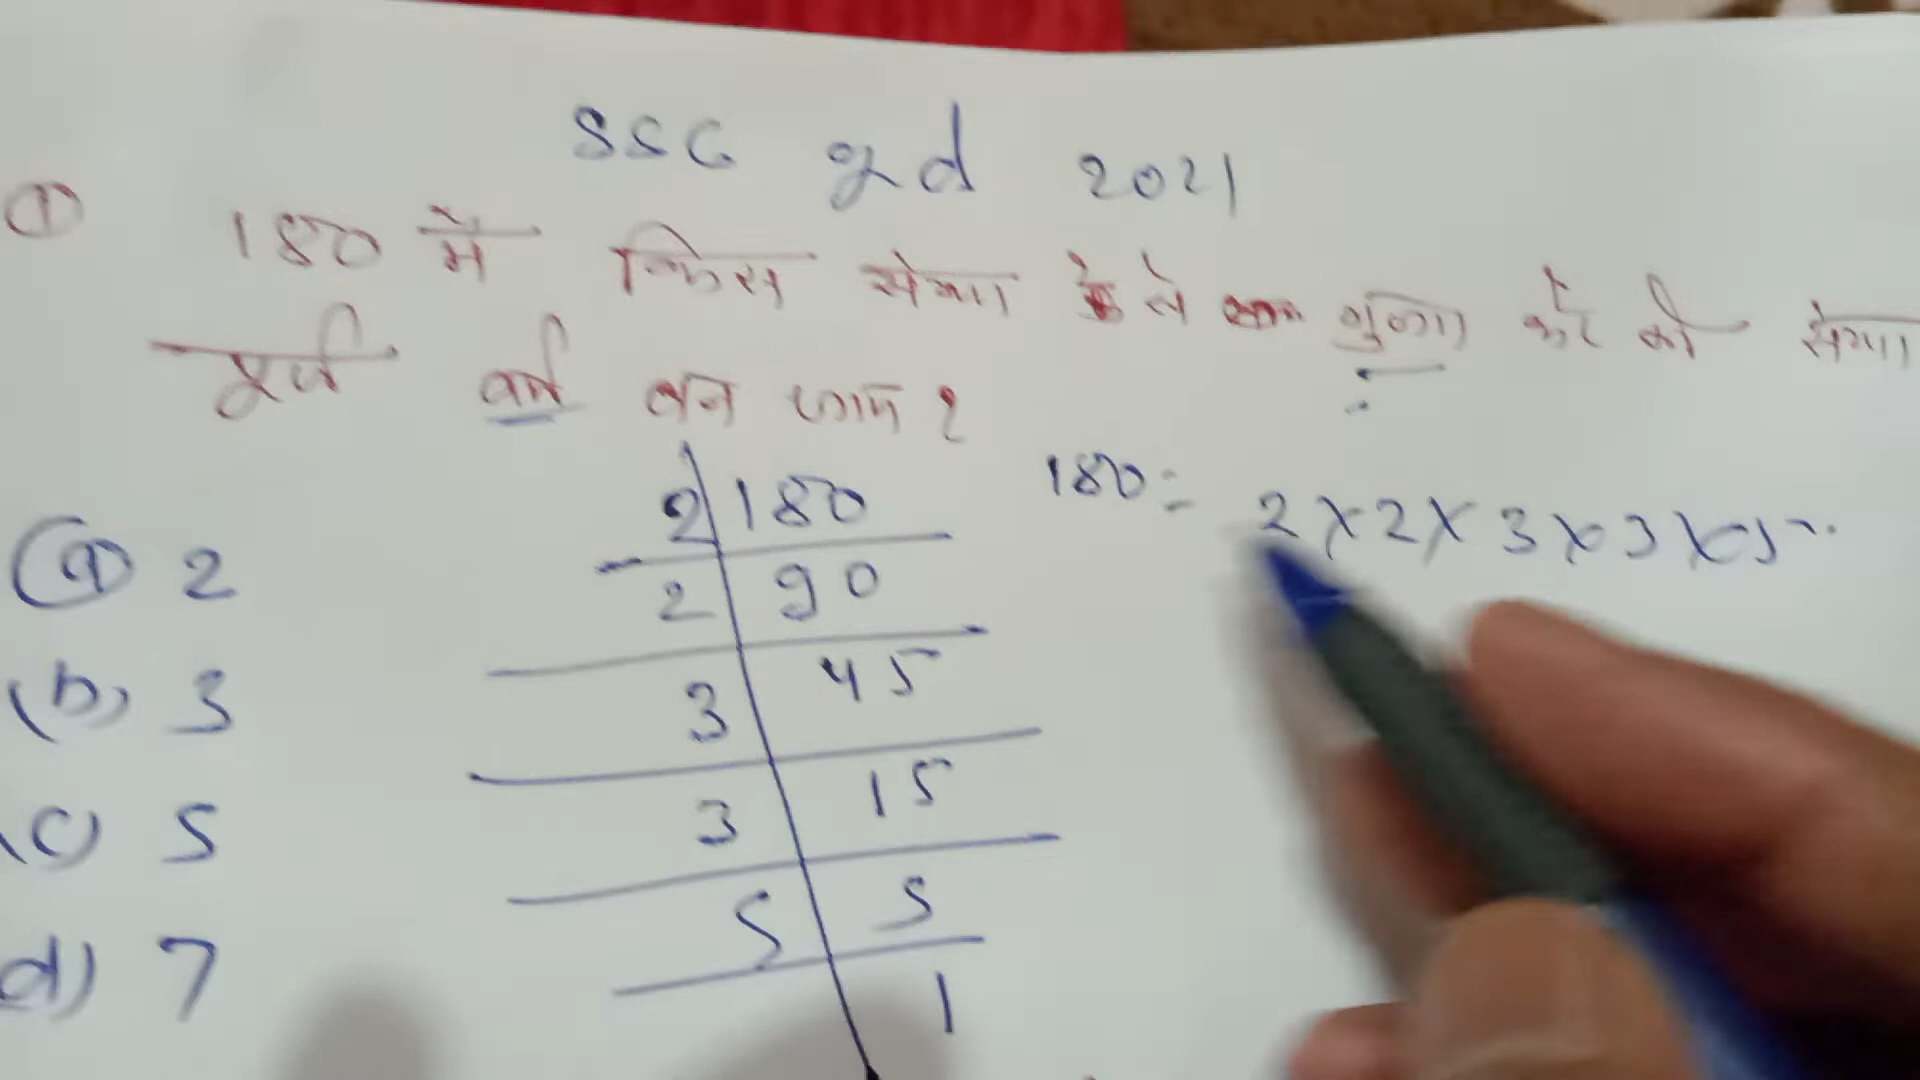 SSC gd 2021
① 180 में किस संख्या से गुणा करें की संख्या
पूर्ण वर्ग बन जाए ?
(a) 2
(b) 3
(c) 5
d) 7
2 | 180
2 | 90
3 | 45
3 | 15
5 | 5
1
180 = 2 x 2 x 3 x 3 x 5